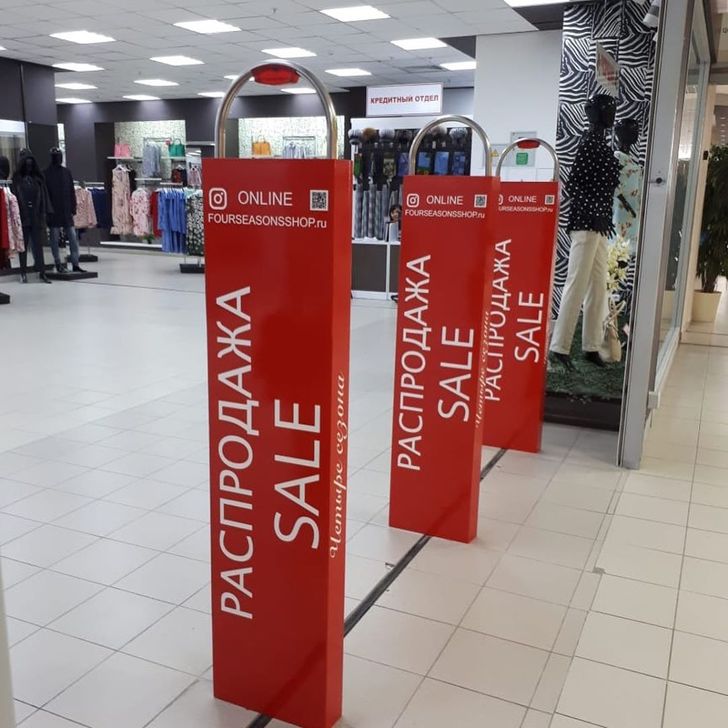 КРЕДИТНЫЙ ОТДЕЛ
ONLINE
FOURSEASONSSHOP.ru
РАСПРОДАЖА
SALE
Четыре сезона
ONLINE
FOURSEASONSSHOP.ru
РАСПРОДАЖА
SALE
Четыре сезона
ONLINE
FOURSEASONSSHOP.ru
РАСПРОДАЖА
SALE